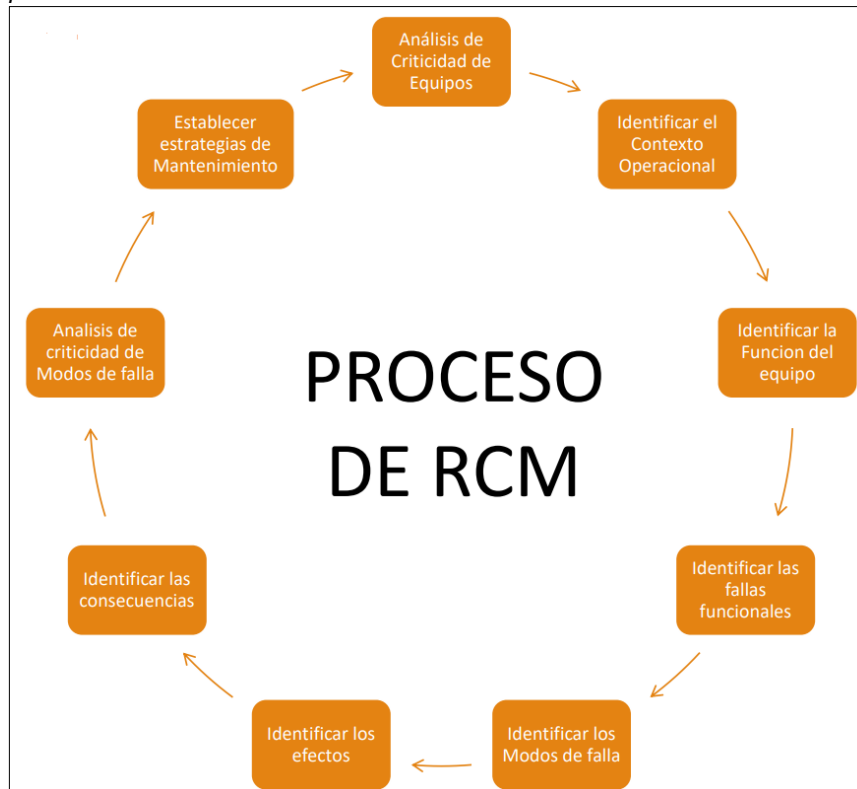 Análisis de
Criticidad de
Equipos
Identificar el
Contexto
Operacional
Identificar la
Funcion del
equipo
Identificar las
fallas
funcionales
Identificar los
Modos de falla
Identificar los
efectos
Identificar las
consecuencias
Analisis de
criticidad de
Modos de falla
Establecer
estrategias de
Mantenimiento
PROCESO
DE RCM